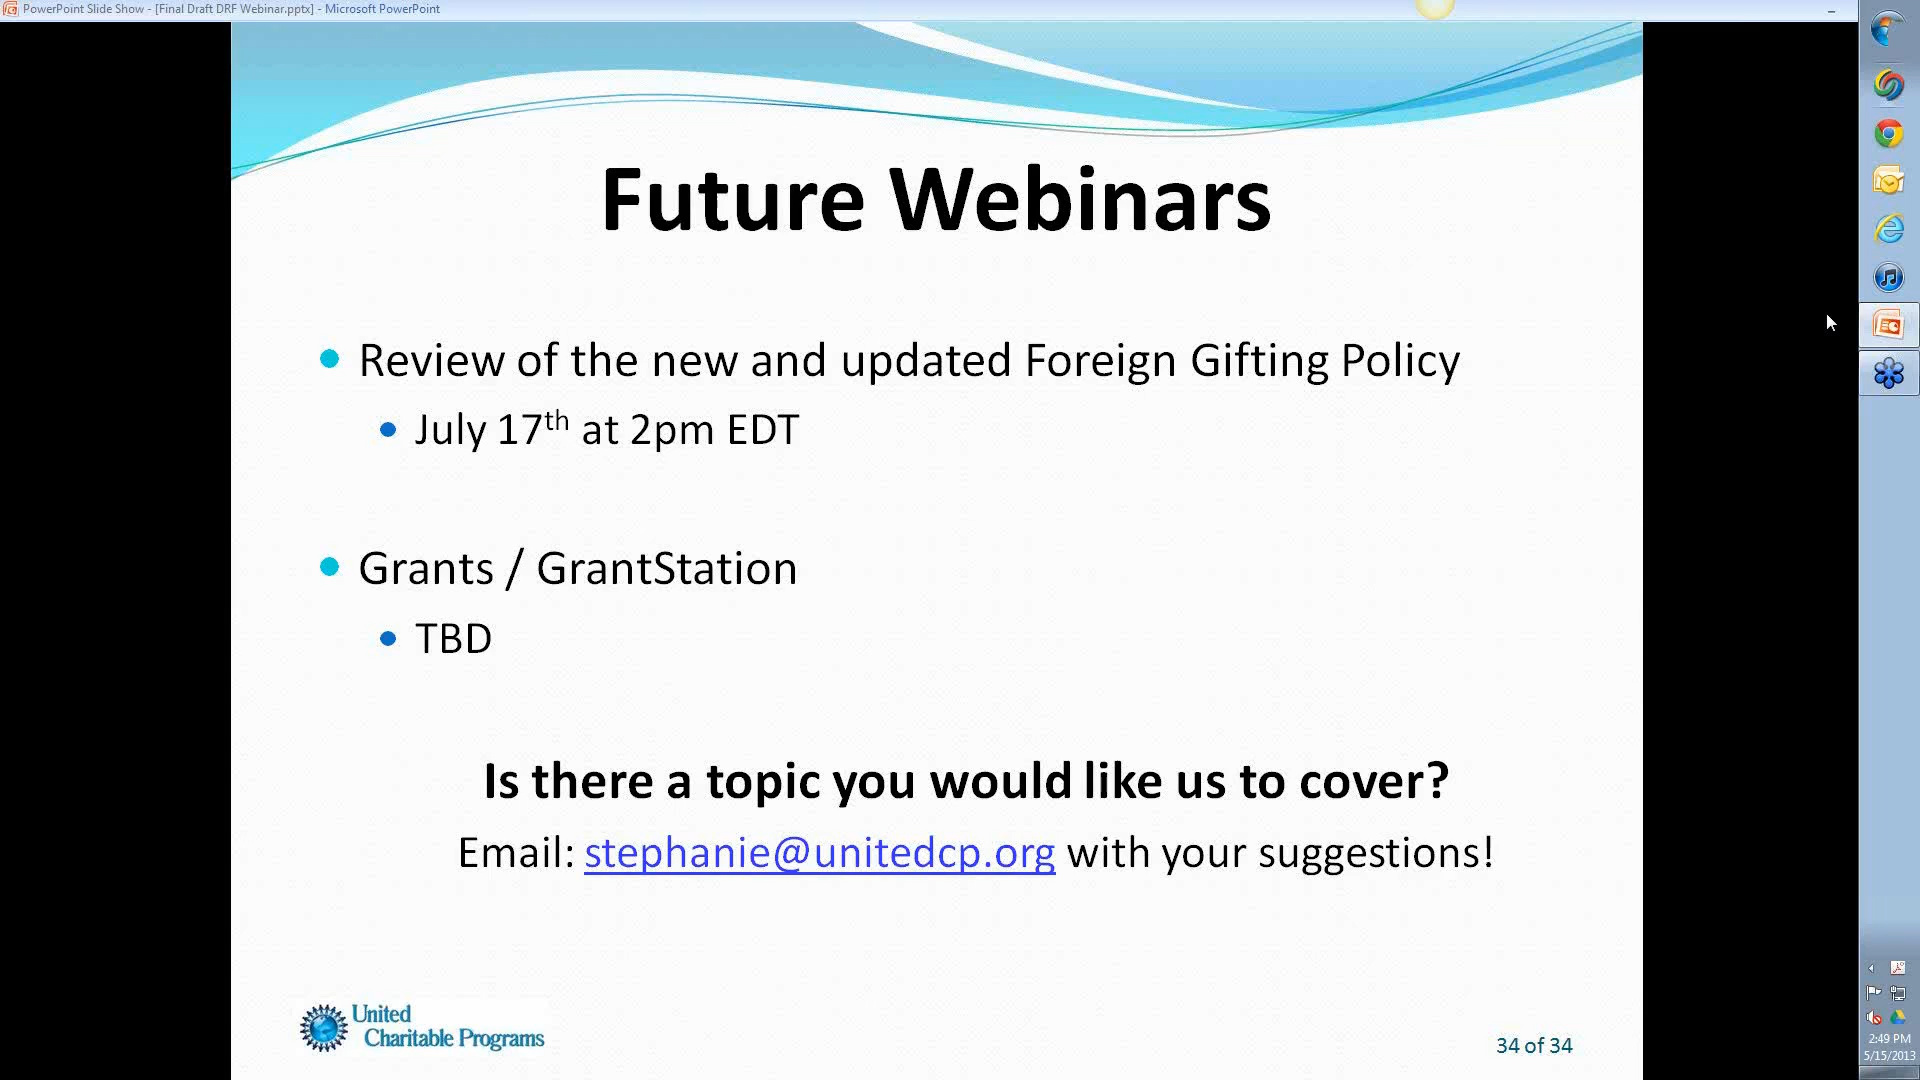 PowerPoint Slide Show - [Final Draft DRF Webinar.pptx] - Microsoft PowerPoint
Future Webinars
Review of the new and updated Foreign Gifting Policy
July 17th at 2pm EDT
Grants / GrantStation
TBD
Is there a topic you would like us to cover?
Email: stephanie@unitedcp.org with your suggestions!
United
Charitable Programs
34 of 34
2:49 PM
5/15/2013